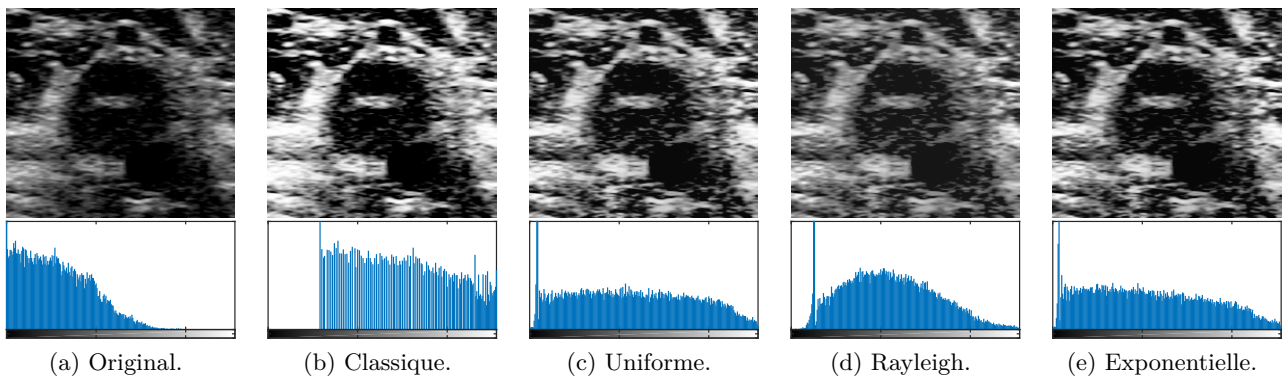 (a) Original.
(b) Classique.
(c) Uniforme.
(d) Rayleigh.
(e) Exponentielle.